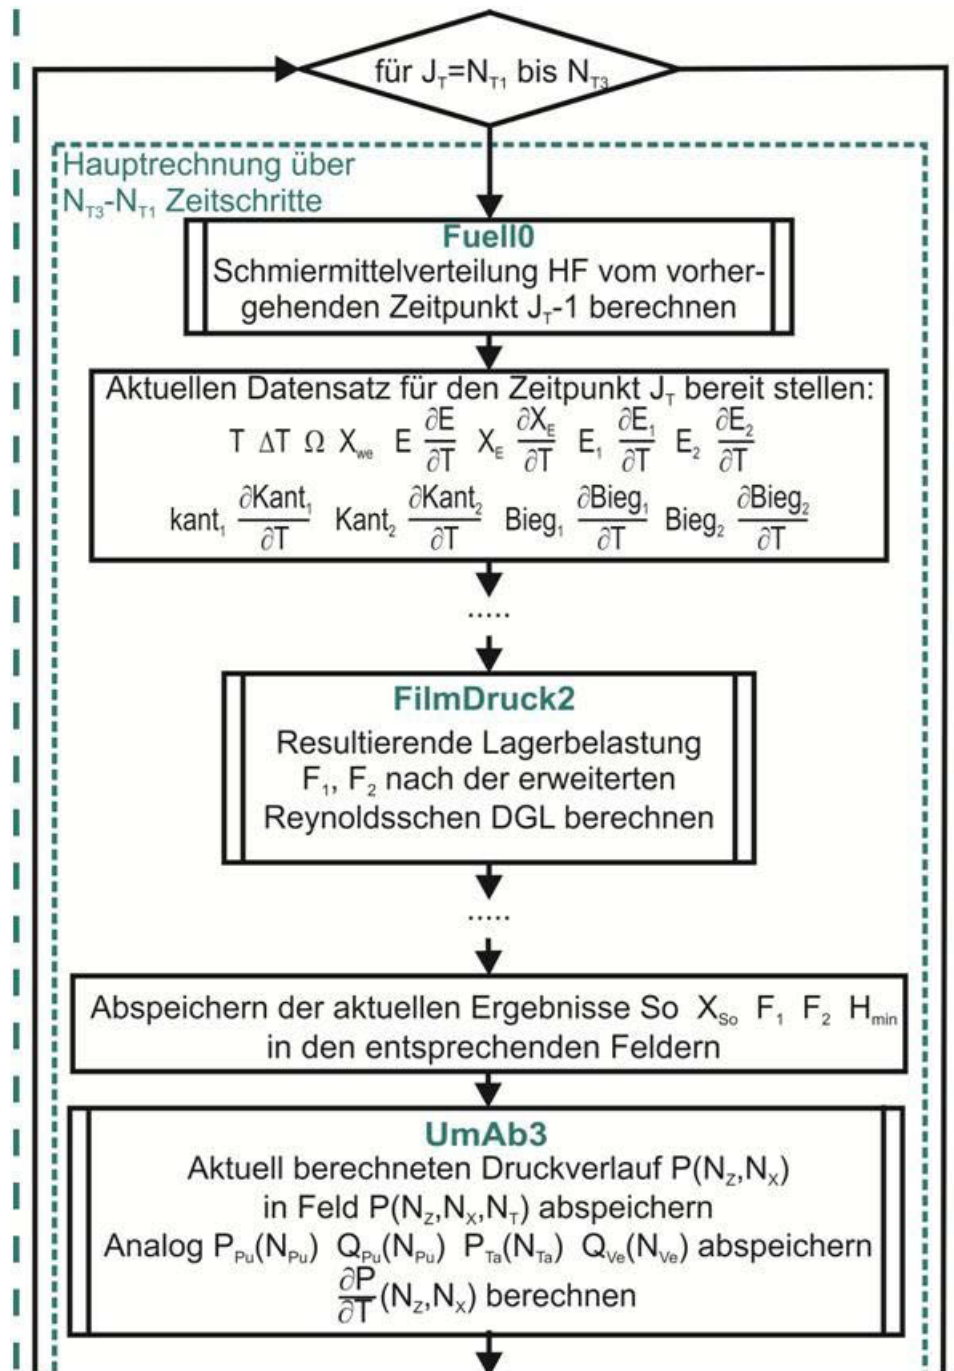 für J_T=N_T1 bis N_T3
Hauptrechnung über
N_T3-N_T1 Zeitschritte
Fuell0
Schmiermittelverteilung HF vom vorher-
gehenden Zeitpunkt J_T-1 berechnen
Aktuellen Datensatz für den Zeitpunkt J_T bereit stellen:
T ΔT Ω X_we E ∂E/∂T X_E ∂X_E/∂T E_1 ∂E_1/∂T E_2 ∂E_2/∂T
kant_1 ∂Kant_1/∂T Kant_2 ∂Kant_2/∂T Bieg_1 ∂Bieg_1/∂T Bieg_2 ∂Bieg_2/∂T
.....
FilmDruck2
Resultierende Lagerbelastung
F_1, F_2 nach der erweiterten
Reynoldsschen DGL berechnen
.....
Abspeichern der aktuellen Ergebnisse So X_So F_1 F_2 H_min
in den entsprechenden Feldern
UmAb3
Aktuell berechneten Druckverlauf P(N_Z,N_X)
in Feld P(N_Z,N_X,N_T) abspeichern
Analog P_Pu(N_Pu) Q_Pu(N_Pu) P_Ta(N_Ta) Q_Ve(N_Ve) abspeichern
∂P/∂T(N_Z,N_X) berechnen